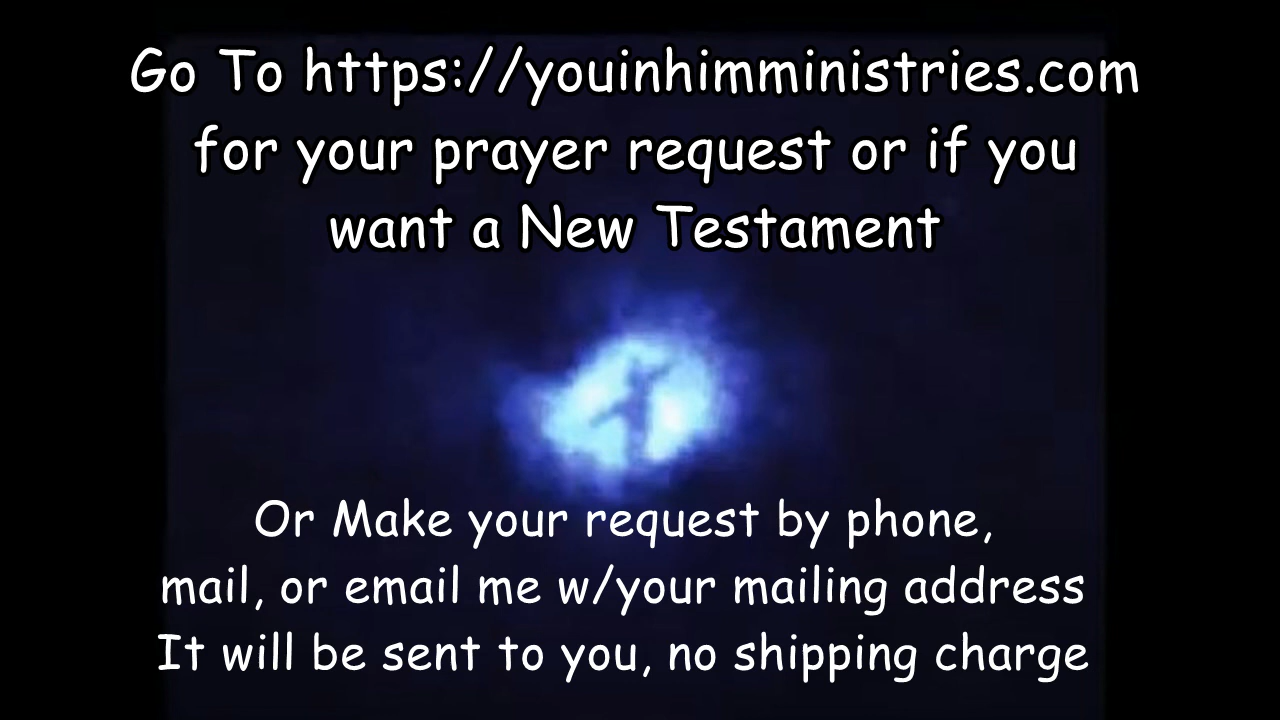 Go To https://youinhimministries.com
for your prayer request or if you
want a New Testament
Or Make your request by phone,
mail, or email me w/your mailing address
It will be sent to you, no shipping charge